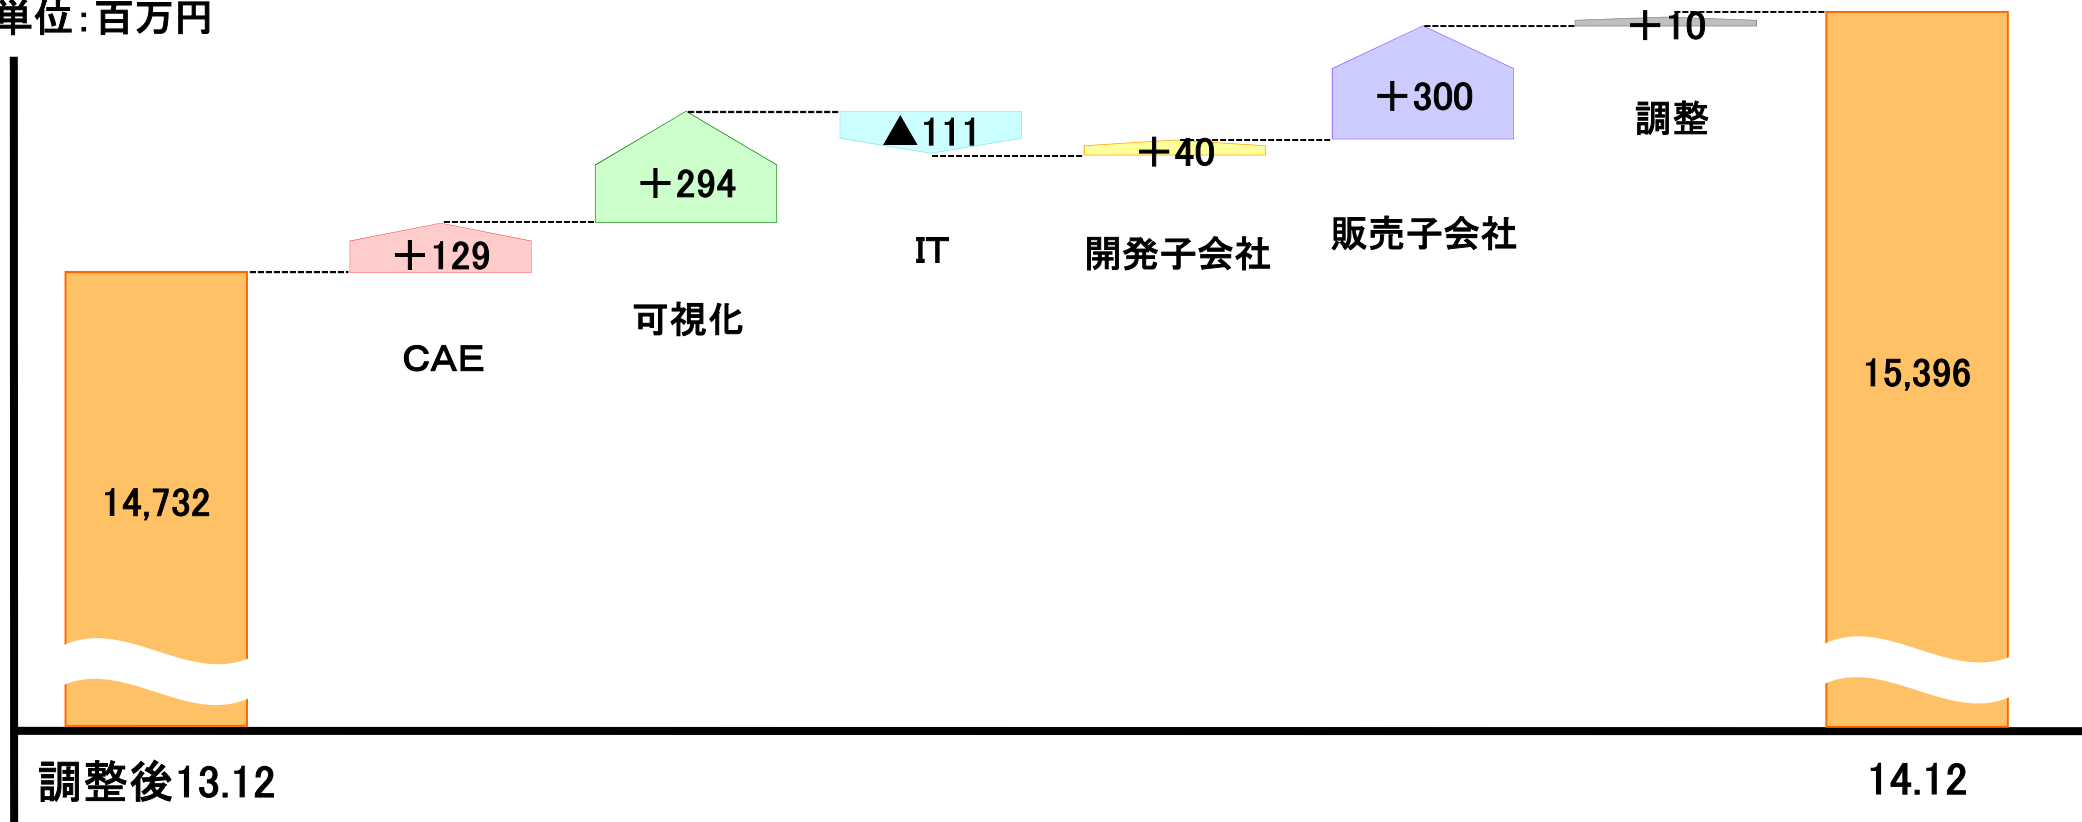 単位：百万円
14,732
＋129
CAE
＋294
可視化
▲111
IT
＋40
開発子会社
＋300
販売子会社
＋10
調整
15,396
調整後13.12
14.12